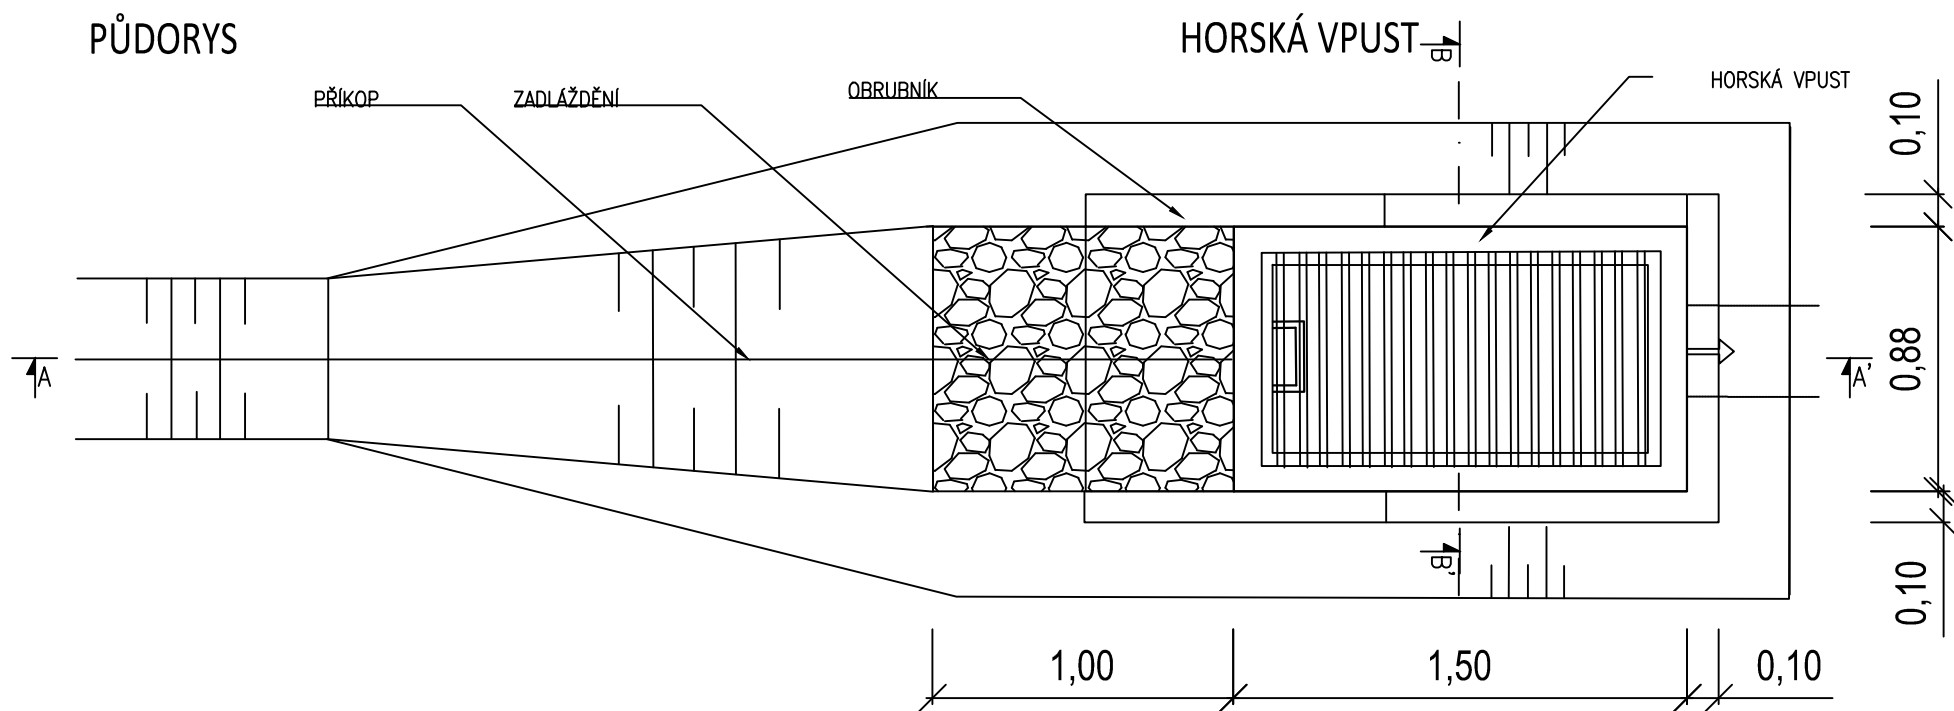 PŮDORYS
HORSKÁ VPUST
B
PŘÍKOP
ZADLÁŽDĚNÍ
OBRUBNÍK
HORSKÁ VPUST
0,10
A
A'
0,88
B'
0,10
1,00
1,50
0,10